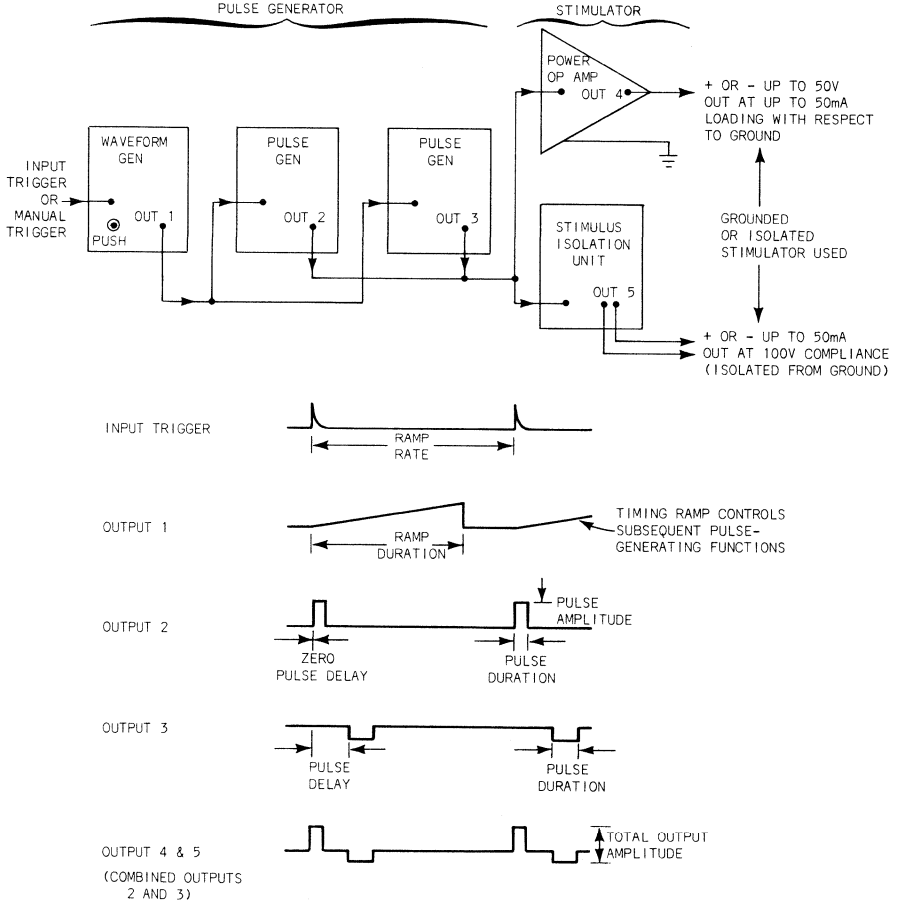 PULSE GENERATOR
STIMULATOR
POWER
OP AMP
OUT 4
+ OR - UP TO 50V
OUT AT UP TO 50mA
LOADING WITH RESPECT
TO GROUND
WAVEFORM
GEN
OUT 1
PUSH
PULSE
GEN
OUT 2
PULSE
GEN
OUT 3
INPUT
TRIGGER
OR
MANUAL
TRIGGER
STIMULUS
ISOLATION
UNIT
OUT 5
GROUNDED
OR ISOLATED
STIMULATOR USED
+ OR - UP TO 50mA
OUT AT 100V COMPLIANCE
(ISOLATED FROM GROUND)
INPUT TRIGGER
RAMP
RATE
OUTPUT 1
RAMP
DURATION
TIMING RAMP CONTROLS
SUBSEQUENT PULSE-
GENERATING FUNCTIONS
OUTPUT 2
ZERO
PULSE DELAY
PULSE
DURATION
PULSE
AMPLITUDE
OUTPUT 3
PULSE
DELAY
PULSE
DURATION
OUTPUT 4 & 5
(COMBINED OUTPUTS
2 AND 3)
TOTAL OUTPUT
AMPLITUDE